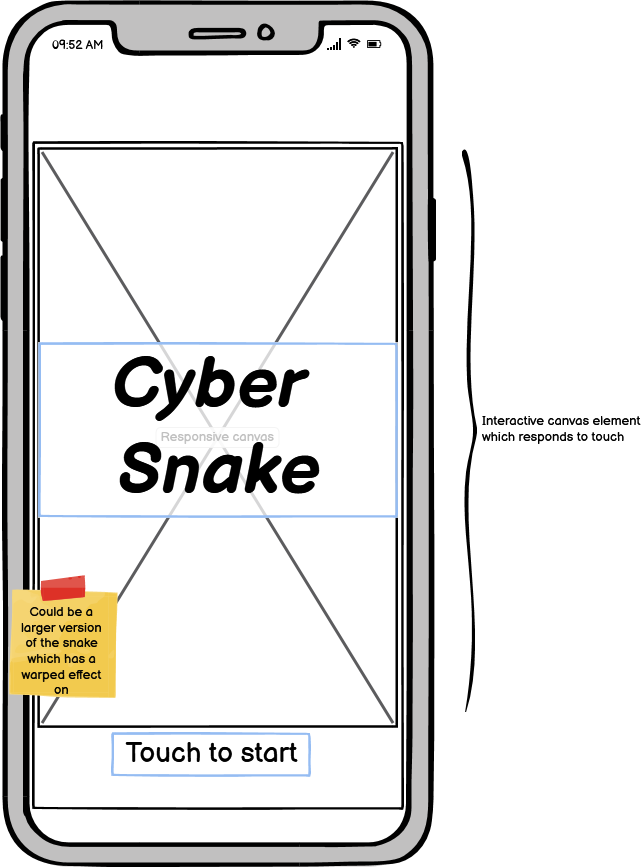 09:52 AM
Cyber
Responsive canvas
Snake
Interactive canvas element
which responds to touch
Could be a
larger version
of the snake
which has a
warped effect
on
Touch to start